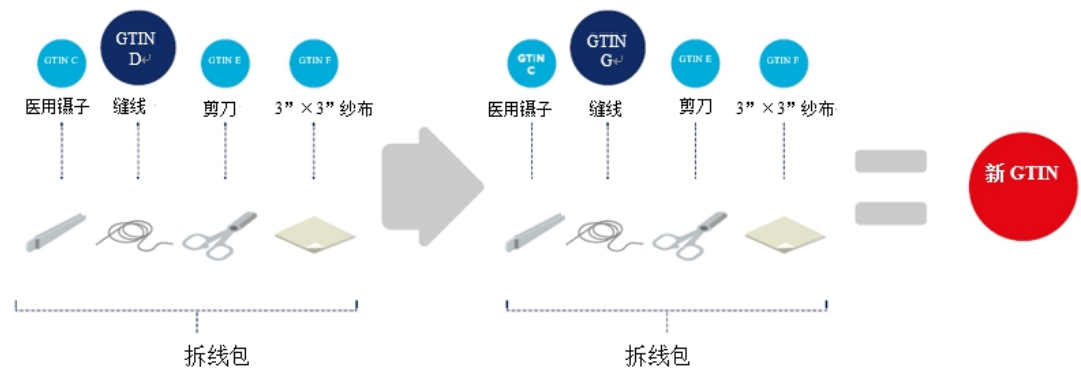 GTIN C
GTIN
D↵
GTIN E
GTIN F
医用镊子
缝线
剪刀
3”×3”纱布
拆线包
GTIN
C
GTIN
G↵
GTIN E
GTIN F
医用镊子
缝线
剪刀
3”×3”纱布
拆线包
新 GTIN